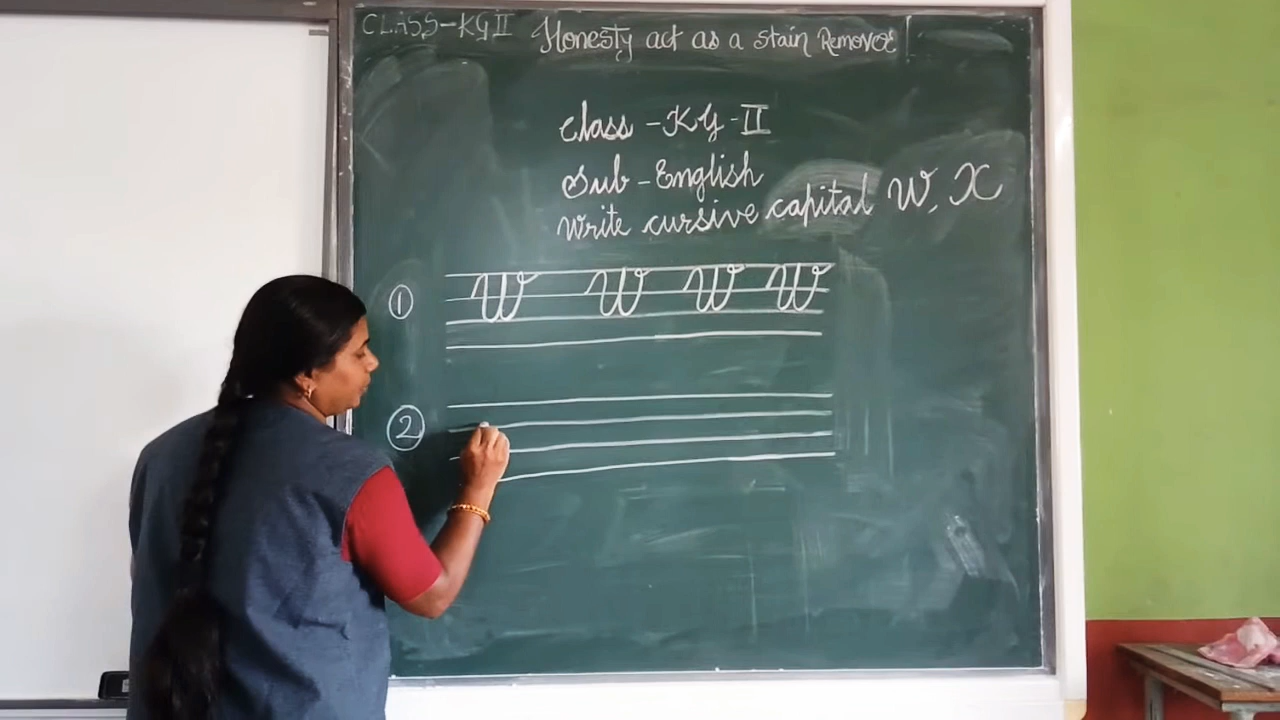 CLASS-KG II Honesty act as a stain Remover
Class - KG - II
Sub - English
Write cursive capital W, X
① W W W W
②